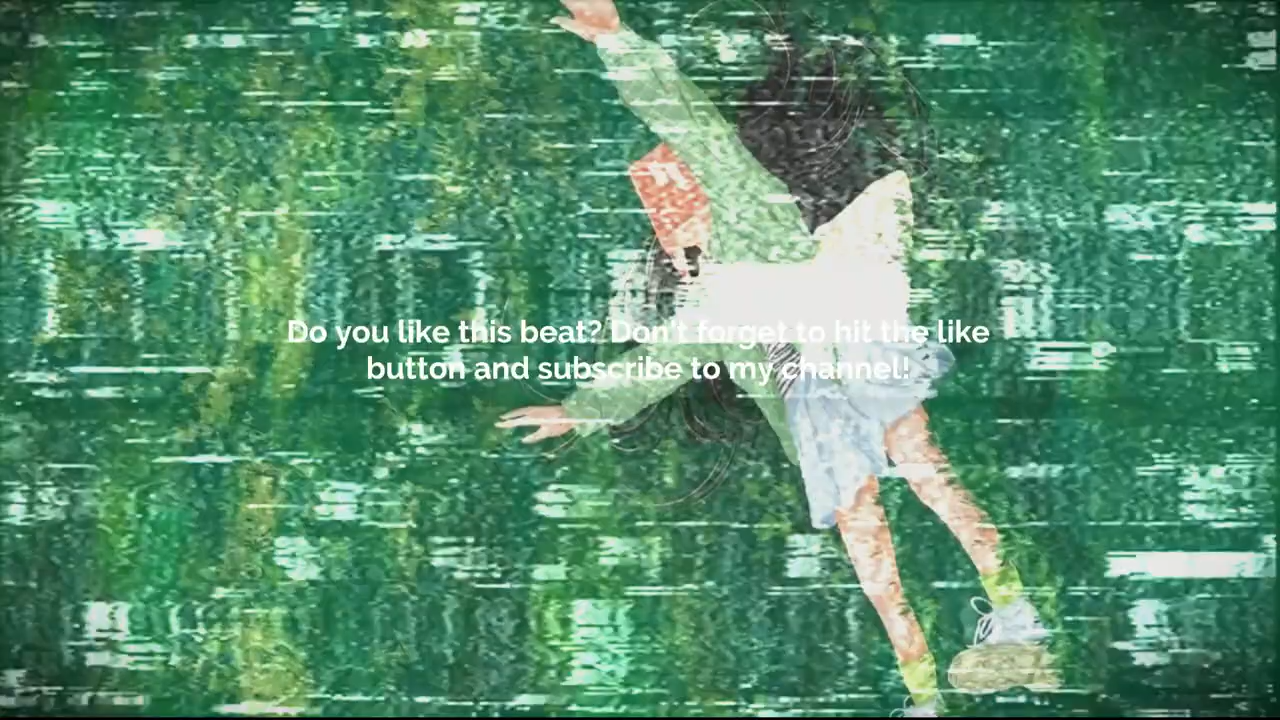 Do you like this beat? Don't forget to hit the like
button and subscribe to my channel!